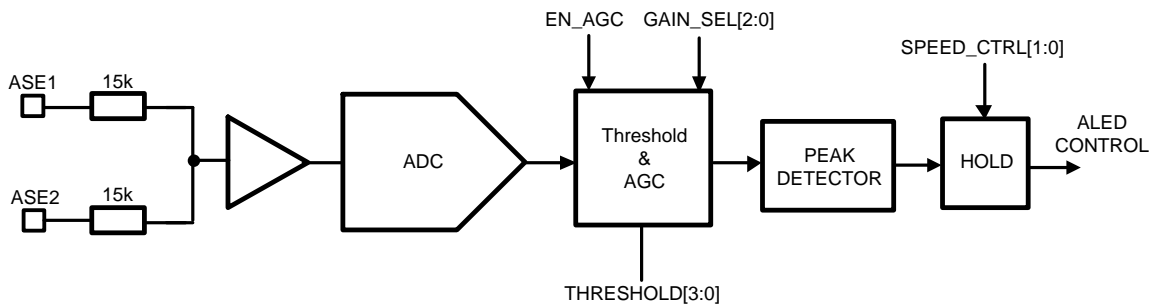 EN_AGC
GAIN_SEL[2:0]
SPEED_CTRL[1:0]
ASE1
15k
ALED
CONTROL
Threshold
&
AGC
ADC
PEAK
DETECTOR
HOLD
ASE2
15k
THRESHOLD[3:0]